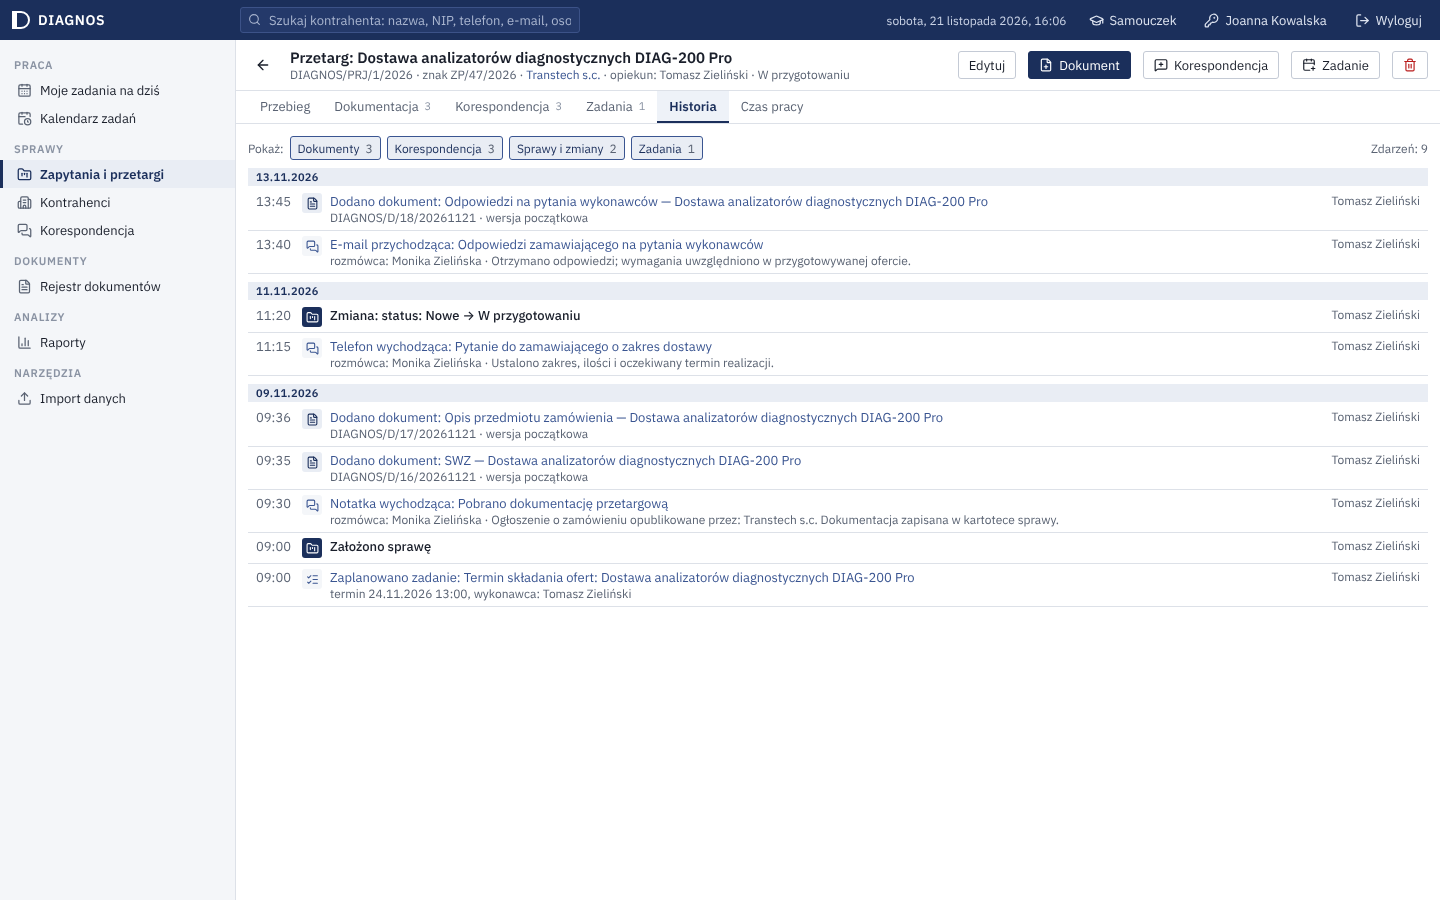 DIAGNOS
Szukaj kontrahenta: nazwa, NIP, telefon, e-mail, oso
sobota, 21 listopada 2026, 16:06
Samouczek
Joanna Kowalska
Wyloguj
PRACA
Moje zadania na dziś
Kalendarz zadań
SPRAWY
Zapytania i przetargi
Kontrahenci
Korespondencja
DOKUMENTY
Rejestr dokumentów
ANALIZY
Raporty
NARZĘDZIA
Import danych
Przetarg: Dostawa analizatorów diagnostycznych DIAG-200 Pro
DIAGNOS/PRJ/1/2026 · znak ZP/47/2026 · Transtech s.c. · opiekun: Tomasz Zieliński · W przygotowaniu
Edytuj
Dokument
Korespondencja
Zadanie
Przebieg
Dokumentacja 3
Korespondencja 3
Zadania 1
Historia
Czas pracy
Pokaż:
Dokumenty 3
Korespondencja 3
Sprawy i zmiany 2
Zadania 1
Zdarzeń: 9
13.11.2026
13:45 Dodano dokument: Odpowiedzi na pytania wykonawców — Dostawa analizatorów diagnostycznych DIAG-200 Pro Tomasz Zieliński
DIAGNOS/D/18/20261121 · wersja początkowa
13:40 E-mail przychodząca: Odpowiedzi zamawiającego na pytania wykonawców Tomasz Zieliński
rozmówca: Monika Zielińska · Otrzymano odpowiedzi; wymagania uwzględniono w przygotowywanej ofercie.
11.11.2026
11:20 Zmiana: status: Nowe → W przygotowaniu Tomasz Zieliński
11:15 Telefon wychodząca: Pytanie do zamawiającego o zakres dostawy Tomasz Zieliński
rozmówca: Monika Zielińska · Ustalono zakres, ilości i oczekiwany termin realizacji.
09.11.2026
09:36 Dodano dokument: Opis przedmiotu zamówienia — Dostawa analizatorów diagnostycznych DIAG-200 Pro Tomasz Zieliński
DIAGNOS/D/17/20261121 · wersja początkowa
09:35 Dodano dokument: SWZ — Dostawa analizatorów diagnostycznych DIAG-200 Pro Tomasz Zieliński
DIAGNOS/D/16/20261121 · wersja początkowa
09:30 Notatka wychodząca: Pobrano dokumentację przetargową Tomasz Zieliński
rozmówca: Monika Zielińska · Ogłoszenie o zamówieniu opublikowane przez: Transtech s.c. Dokumentacja zapisana w kartotece sprawy.
09:00 Założono sprawę Tomasz Zieliński
09:00 Zaplanowano zadanie: Termin składania ofert: Dostawa analizatorów diagnostycznych DIAG-200 Pro Tomasz Zieliński
termin 24.11.2026 13:00, wykonawca: Tomasz Zieliński